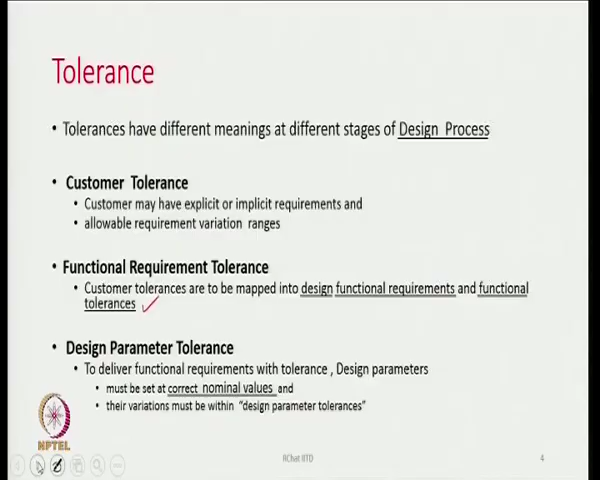 Tolerance
• Tolerances have different meanings at different stages of Design Process
• Customer Tolerance
• Customer may have explicit or implicit requirements and
• allowable requirement variation ranges
• Functional Requirement Tolerance
• Customer tolerances are to be mapped into design functional requirements and functional
tolerances
• Design Parameter Tolerance
• To deliver functional requirements with tolerance , Design parameters
• must be set at correct nominal values and
• their variations must be within “design parameter tolerances”
NPTEL
4